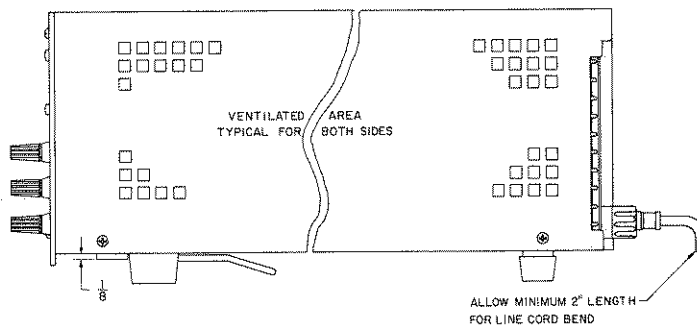 VENTILATED AREA
TYPICAL FOR BOTH SIDES
1/8
ALLOW MINIMUM 2" LENGTH
FOR LINE CORD BEND